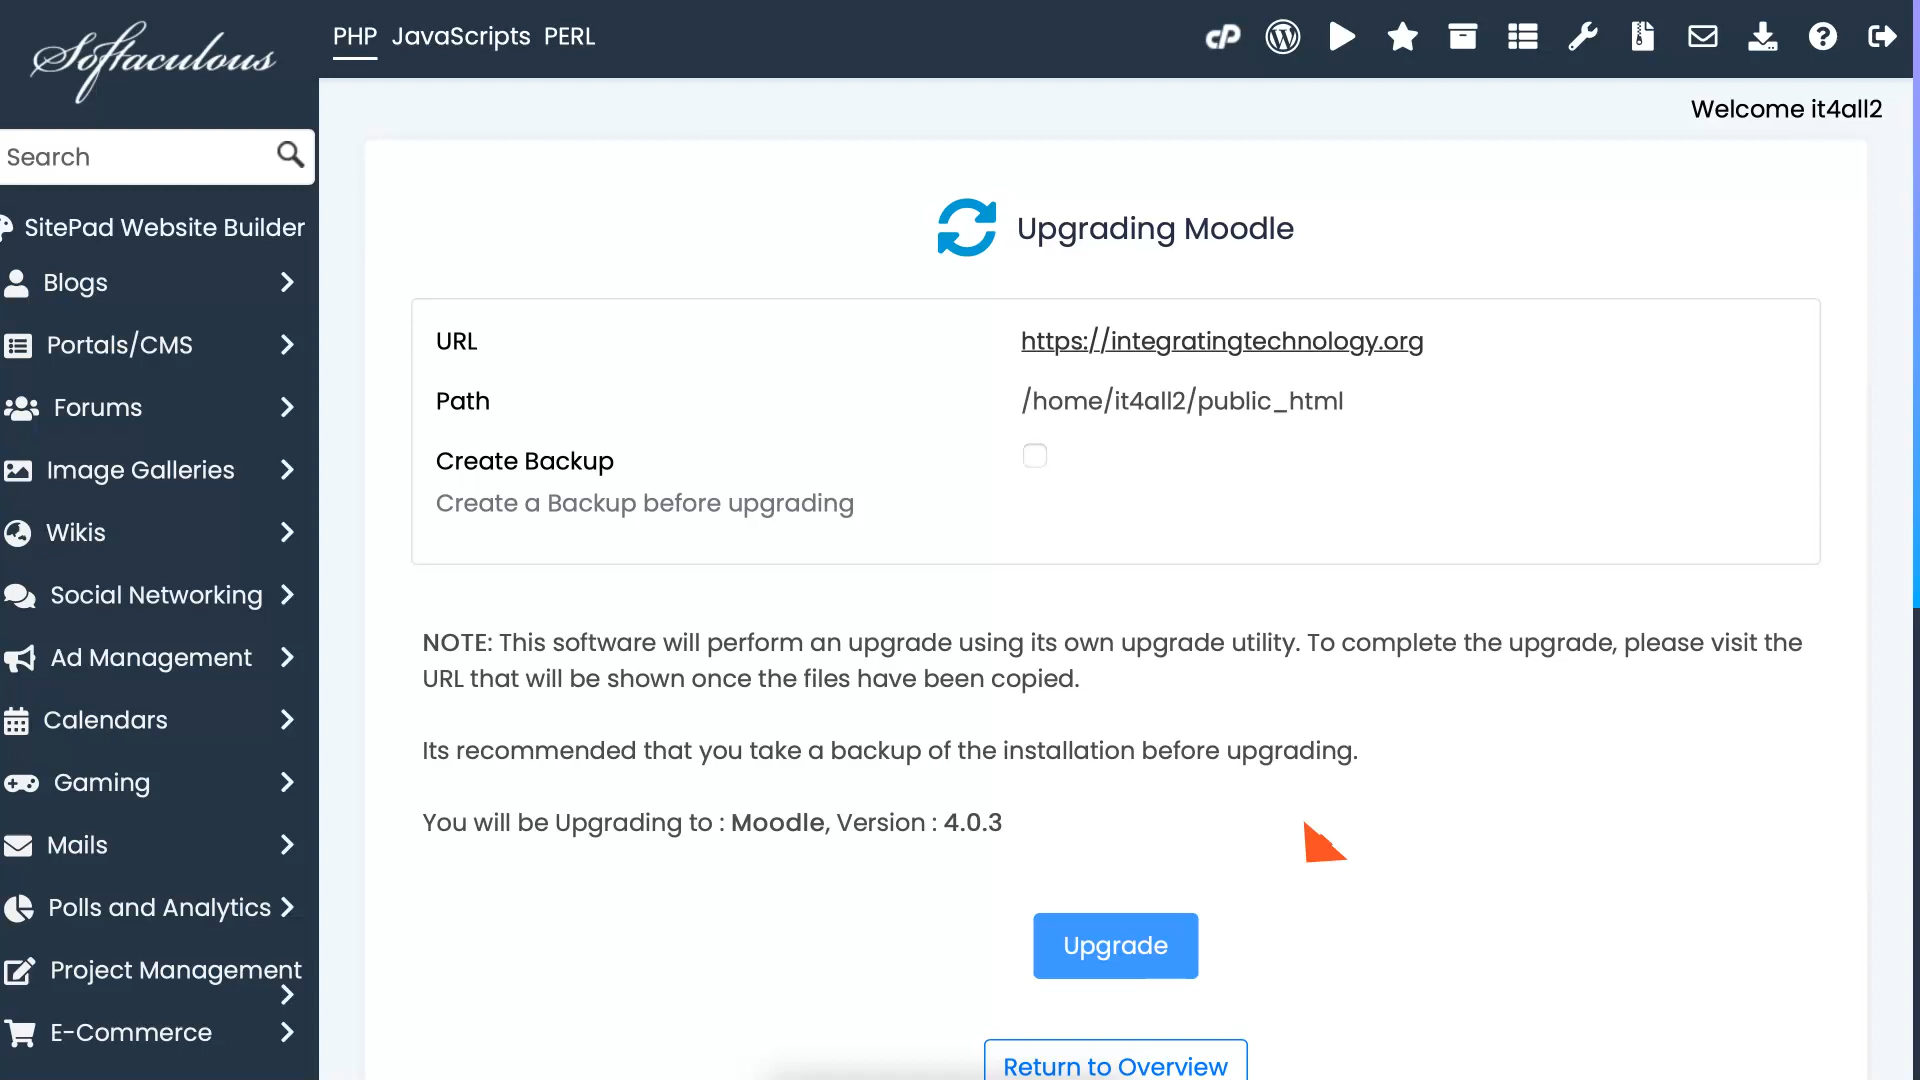 Softaculous
PHP JavaScripts PERL
cP
Welcome it4all2
Search
SitePad Website Builder
Blogs
Portals/CMS
Forums
Image Galleries
Wikis
Social Networking
Ad Management
Calendars
Gaming
Mails
Polls and Analytics
Project Management
E-Commerce
Upgrading Moodle
URL https://integratingtechnology.org
Path /home/it4all2/public_html
Create Backup
Create a Backup before upgrading
NOTE: This software will perform an upgrade using its own upgrade utility. To complete the upgrade, please visit the
URL that will be shown once the files have been copied.
Its recommended that you take a backup of the installation before upgrading.
You will be Upgrading to : Moodle, Version : 4.0.3
Upgrade
Return to Overview